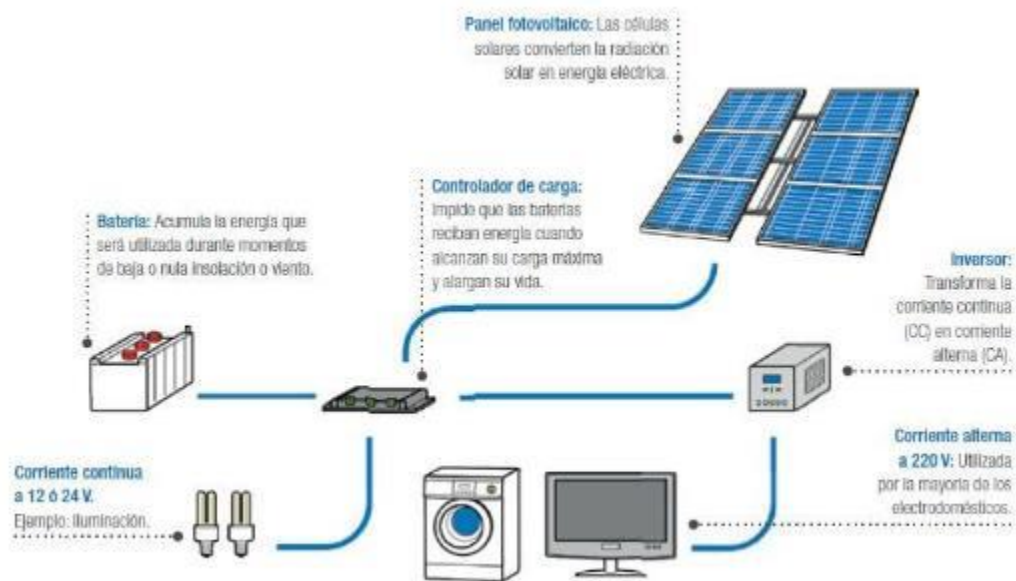 Panel fotovoltaico: Las células
solares convierten la radiación
solar en energía eléctrica.
Controlador de carga:
Impide que las baterías
reciban energía cuando
alcanzan su carga máxima
y alargan su vida.
Batería: Acumula la energía que
será utilizada durante momentos
de baja o nula insolación o viento.
Inversor:
Transforma la
corriente continua
(CC) en corriente
alterna (CA).
Corriente continua
a 12 ó 24 V.
Ejemplo: Iluminación.
Corriente alterna
a 220 V: Utilizada
por la mayoría de los
electrodomésticos.